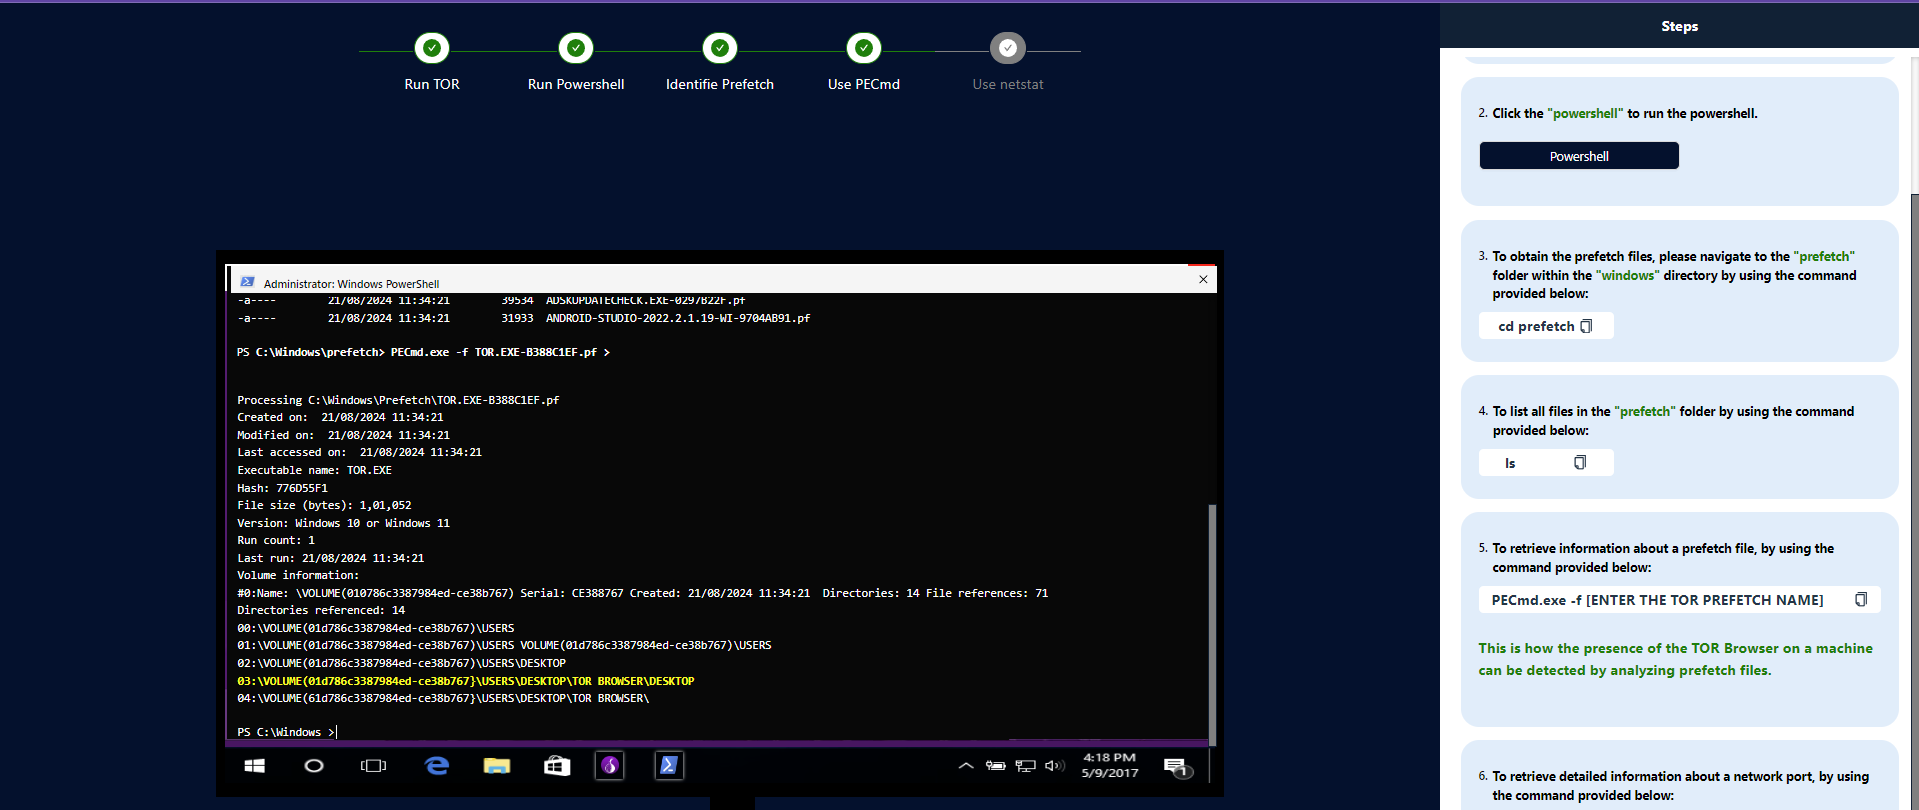 Run TOR
Run Powershell
Identifie Prefetch
Use PECmd
Use netstat
Administrator: Windows PowerShell
-a---- 21/08/2024 11:34:21 39534 ADSKUPDATECHECK.EXE-0297B22F.pf
-a---- 21/08/2024 11:34:21 31933 ANDROID-STUDIO-2022.2.1.19-WI-9704AB91.pf
PS C:\Windows\prefetch> PECmd.exe -f TOR.EXE-B388C1EF.pf >
Processing C:\Windows\Prefetch\TOR.EXE-B388C1EF.pf
Created on: 21/08/2024 11:34:21
Modified on: 21/08/2024 11:34:21
Last accessed on: 21/08/2024 11:34:21
Executable name: TOR.EXE
Hash: 776D55F1
File size (bytes): 1,01,052
Version: Windows 10 or Windows 11
Run count: 1
Last run: 21/08/2024 11:34:21
Volume information:
#0:Name: \VOLUME(010786c3387984ed-ce38b767) Serial: CE388767 Created: 21/08/2024 11:34:21 Directories: 14 File references: 71
Directories referenced: 14
00:\VOLUME(01d786c3387984ed-ce38b767)\USERS
01:\VOLUME(01d786c3387984ed-ce38b767)\USERS VOLUME(01d786c3387984ed-ce38b767)\USERS
02:\VOLUME(01d786c3387984ed-ce38b767)\USERS\DESKTOP
03:\VOLUME(01d786c3387984ed-ce38b767}\USERS\DESKTOP\TOR BROWSER\DESKTOP
04:\VOLUME(61d786c3387984ed-ce38b767}\USERS\DESKTOP\TOR BROWSER\
PS C:\Windows >
4:18 PM
5/9/2017
1
Steps
2. Click the "powershell" to run the powershell.
Powershell
3. To obtain the prefetch files, please navigate to the "prefetch"
folder within the "windows" directory by using the command
provided below:
cd prefetch
4. To list all files in the "prefetch" folder by using the command
provided below:
ls
5. To retrieve information about a prefetch file, by using the
command provided below:
PECmd.exe -f [ENTER THE TOR PREFETCH NAME]
This is how the presence of the TOR Browser on a machine
can be detected by analyzing prefetch files.
6. To retrieve detailed information about a network port, by using
the command provided below: